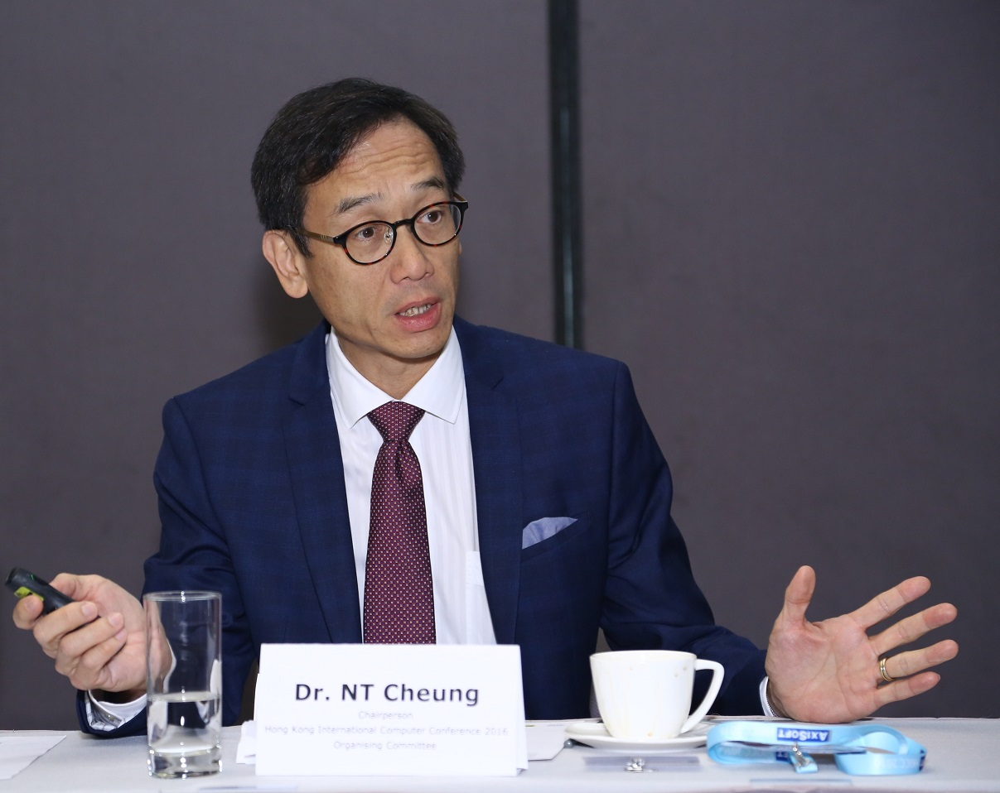 Dr. NT Cheung
Chairperson
Hong Kong International Computer Conference 2016
Organising Committee
AXISOFT